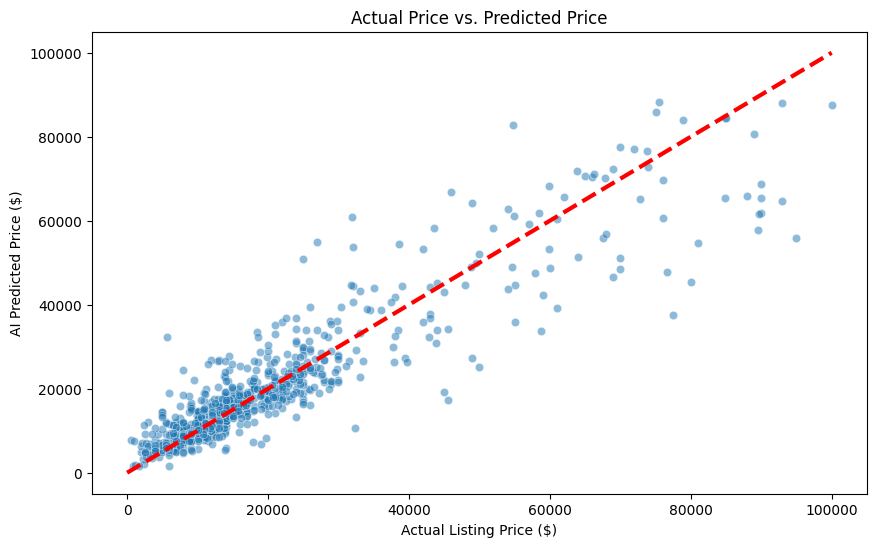 Actual Price vs. Predicted Price
100000
80000
60000
40000
20000
0
AI Predicted Price ($)
0 20000 40000 60000 80000 100000
Actual Listing Price ($)